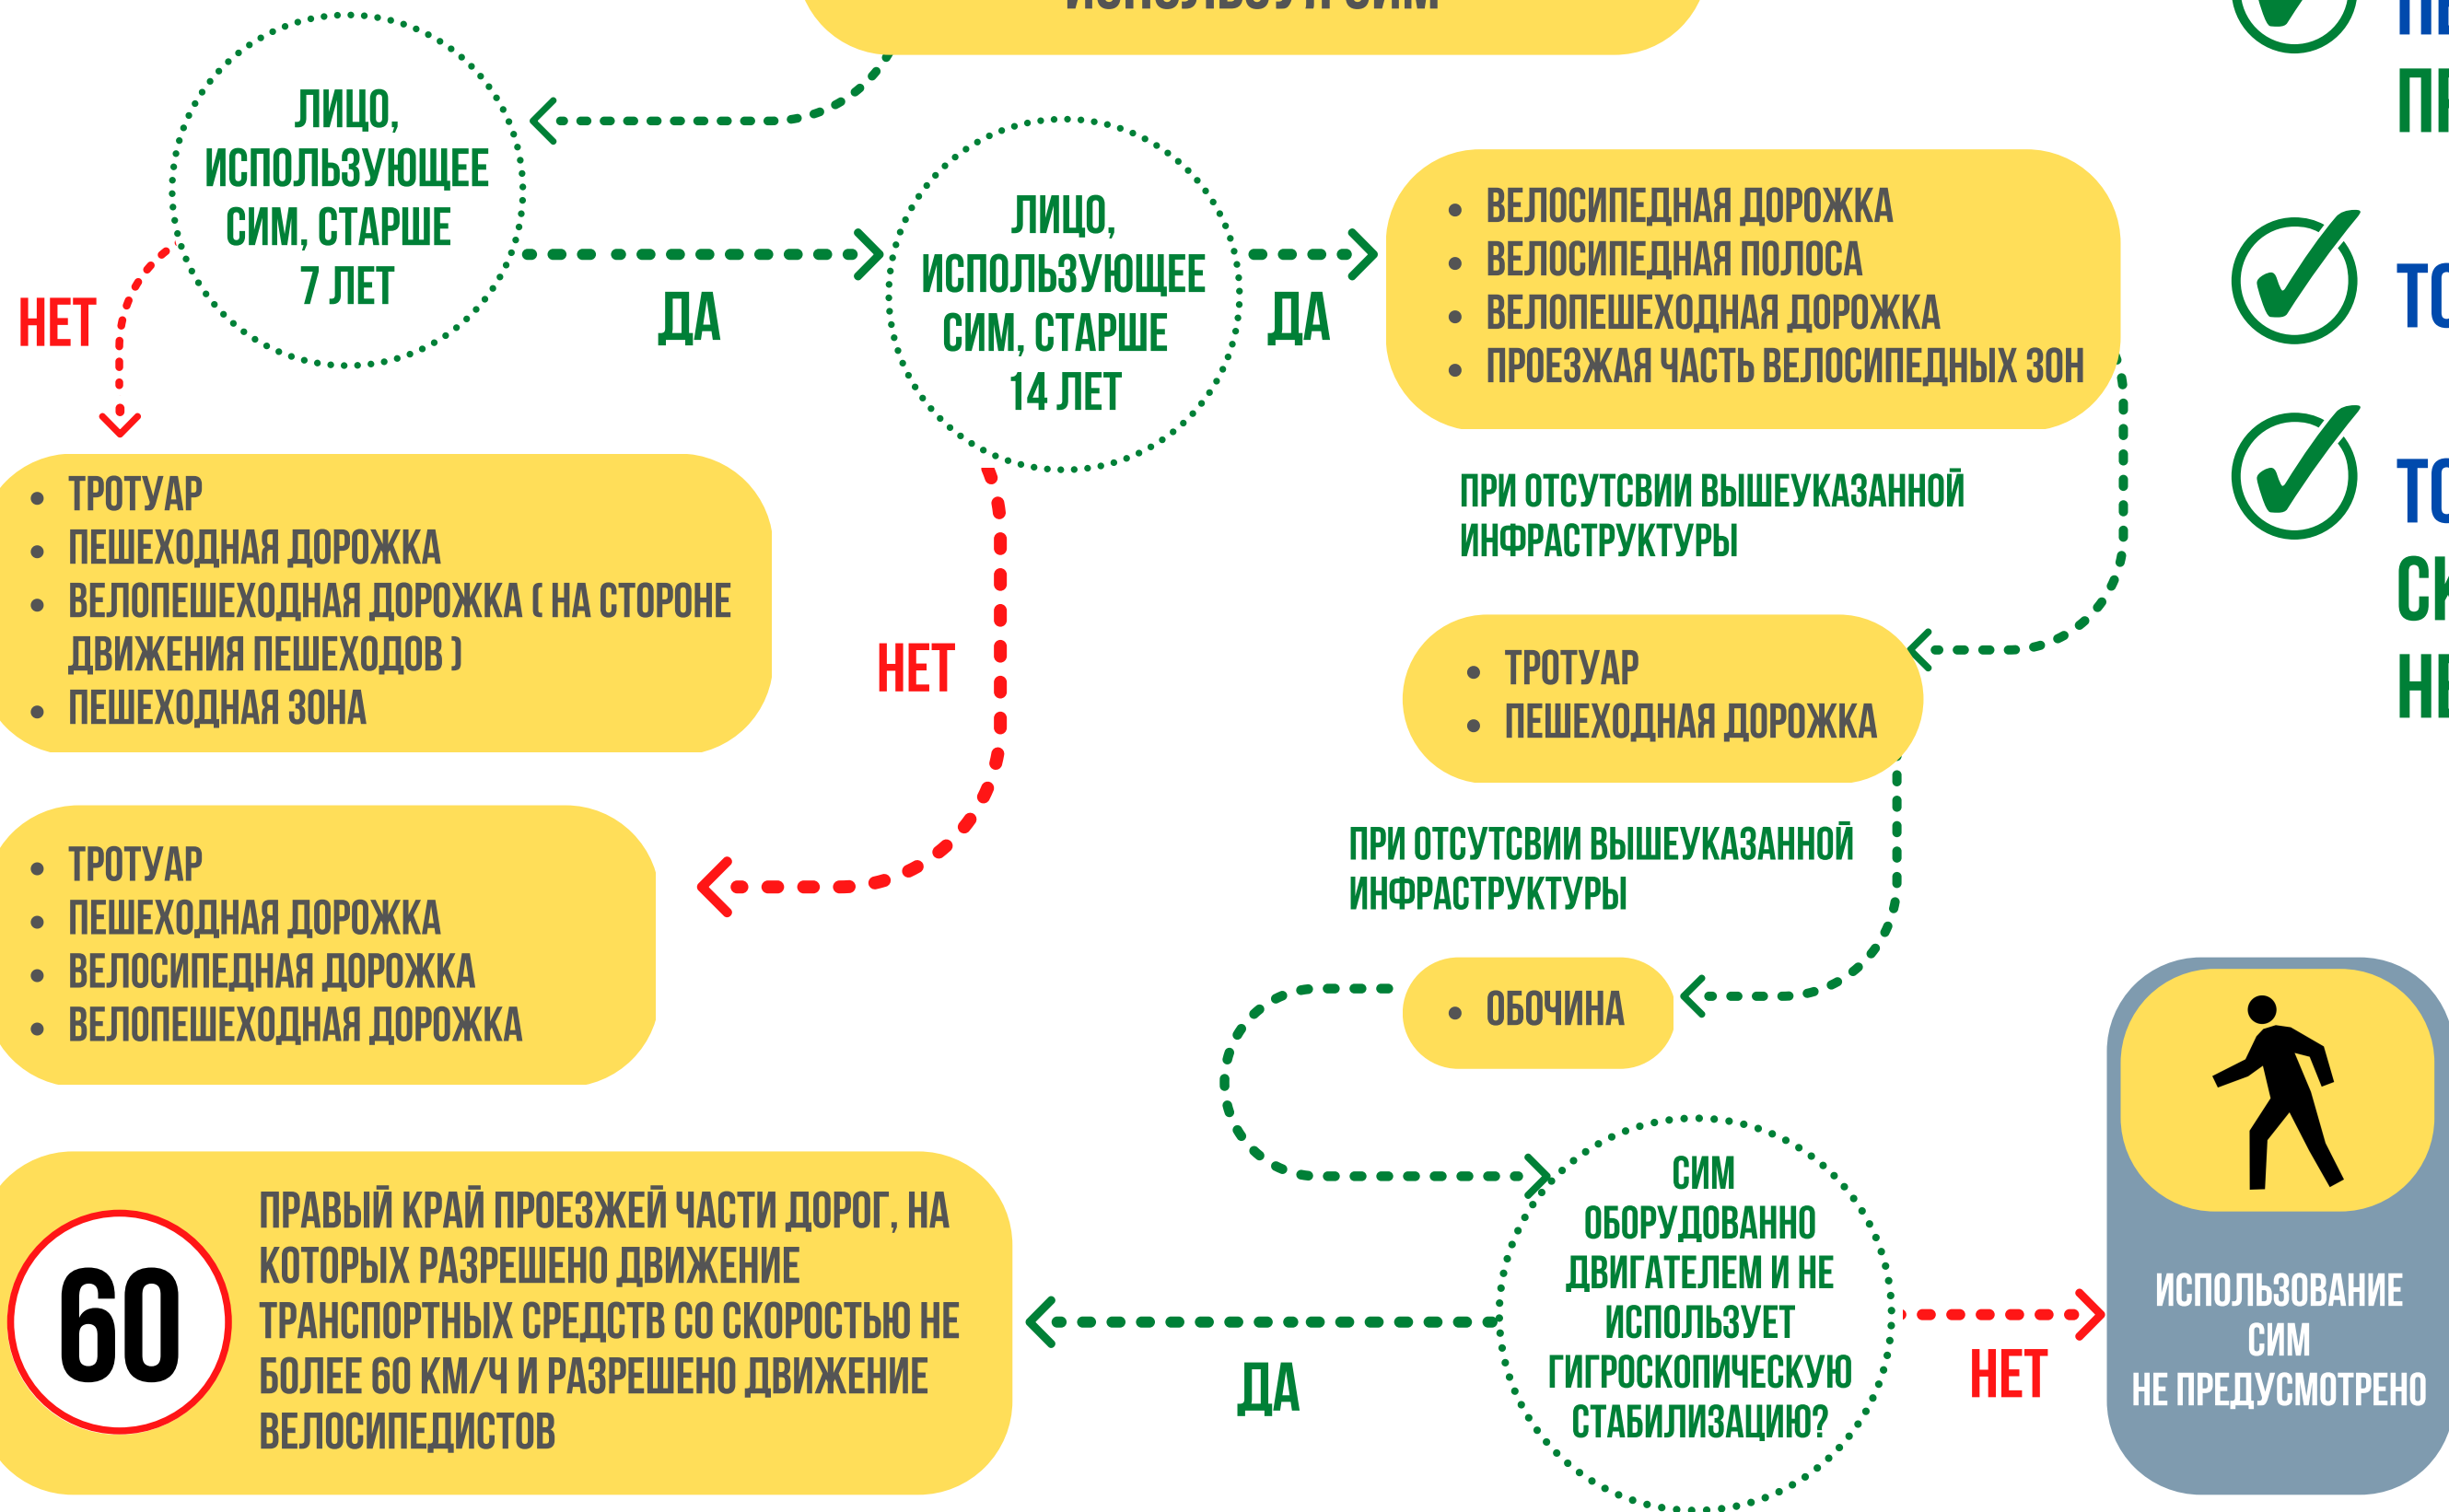 ЛИЦО,
ИСПОЛЬЗУЮЩЕЕ
СИМ, СТАРШЕ
7 ЛЕТ
НЕТ
ДА
ЛИЦО,
ИСПОЛЬЗУЮЩЕЕ
СИМ, СТАРШЕ
14 ЛЕТ
ДА
НЕТ
• ВЕЛОСИПЕДНАЯ ДОРОЖКА
• ВЕЛОСИПЕДНАЯ ПОЛОСА
• ВЕЛОПЕШЕХОДНАЯ ДОРОЖКА
• ПРОЕЗЖАЯ ЧАСТЬ ВЕЛОСИПЕДНЫХ ЗОН
• ТРОТУАР
• ПЕШЕХОДНАЯ ДОРОЖКА
• ВЕЛОПЕШЕХОДНАЯ ДОРОЖКА ( НА СТОРОНЕ
ДВИЖЕНИЯ ПЕШЕХОДОВ )
• ПЕШЕХОДНАЯ ЗОНА
ПРИ ОТСУТСВИИ ВЫШЕУКАЗАННОЙ
ИНФРАСТРУКТУРЫ
• ТРОТУАР
• ПЕШЕХОДНАЯ ДОРОЖКА
• ТРОТУАР
• ПЕШЕХОДНАЯ ДОРОЖКА
• ВЕЛОСИПЕДНАЯ ДОРОЖКА
• ВЕЛОПЕШЕХОДНАЯ ДОРОЖКА
ПРИ ОТСУТСВИИ ВЫШЕУКАЗАННОЙ
ИНФРАСТРУКТУРЫ
• ОБОЧИНА
СИМ
ОБОРУДОВАННО
ДВИГАТЕЛЕМ И НЕ
ИСПОЛЬЗУЕТ
ГИГРОСКОПИЧЕСКУЮ
СТАБИЛИЗАЦИЮ?
ДА
НЕТ
60
ПРАВЫЙ КРАЙ ПРОЕЗЖЕЙ ЧАСТИ ДОРОГ, НА
КОТОРЫХ РАЗРЕШЕНО ДВИЖЕНИЕ
ТРАНСПОРТНЫХ СРЕДСТВ СО СКОРОСТЬЮ НЕ
БОЛЕЕ 60 КМ/Ч И РАЗРЕШЕНО ДВИЖЕНИЕ
ВЕЛОСИПЕДИСТОВ
ИСПОЛЬЗОВАНИЕ
СИМ
НЕ ПРЕДУСМОТРЕНО